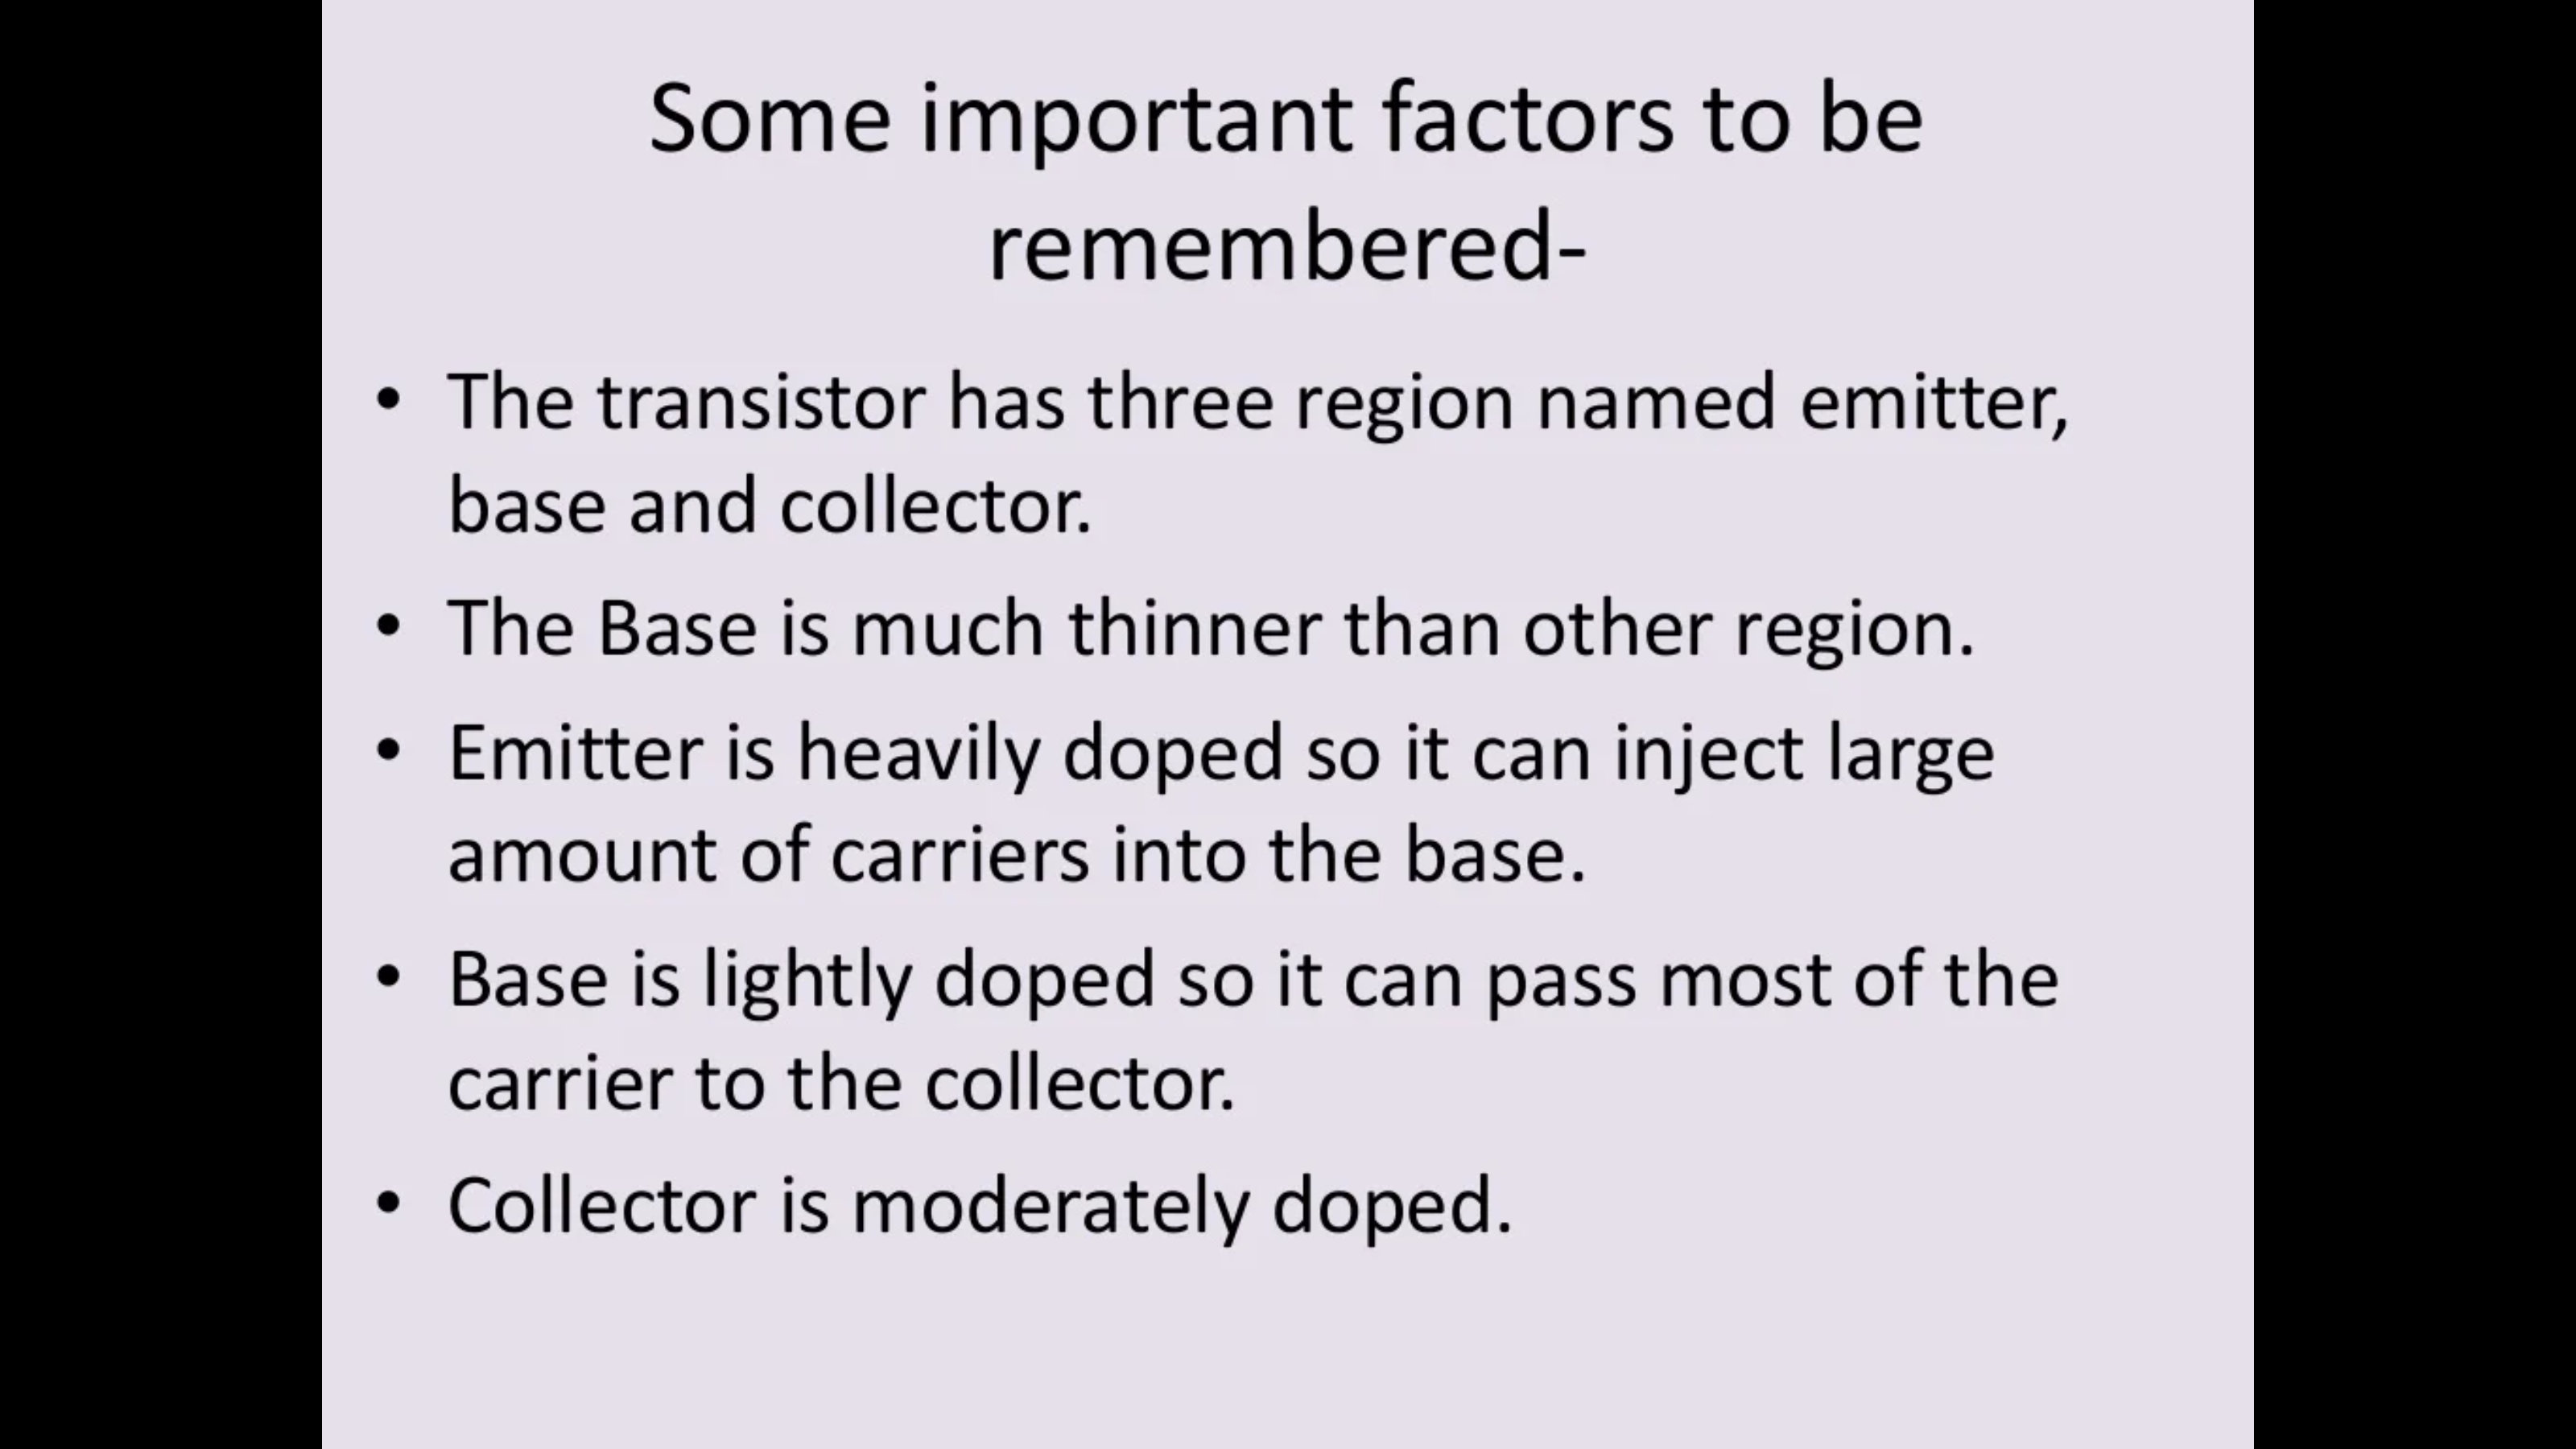 Some important factors to be
remembered-
• The transistor has three region named emitter,
base and collector.
• The Base is much thinner than other region.
• Emitter is heavily doped so it can inject large
amount of carriers into the base.
• Base is lightly doped so it can pass most of the
carrier to the collector.
• Collector is moderately doped.